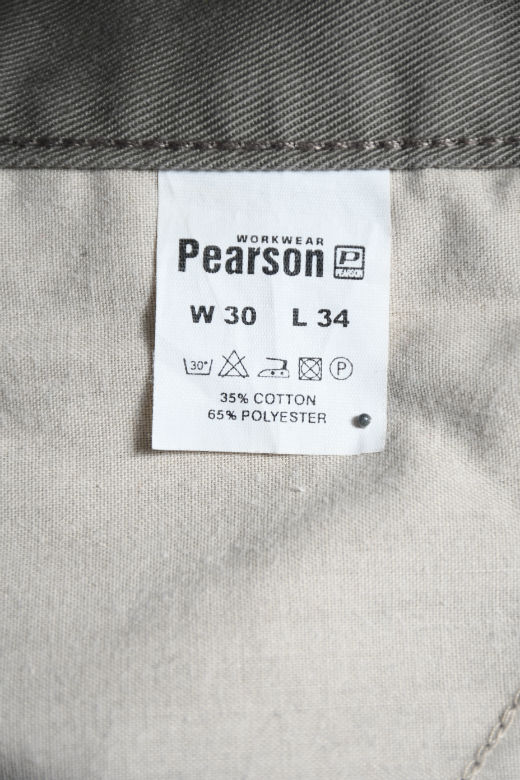 WORKWEAR
Pearson P
PEARSON
W 30 L 34
30° P
35% COTTON
65% POLYESTER